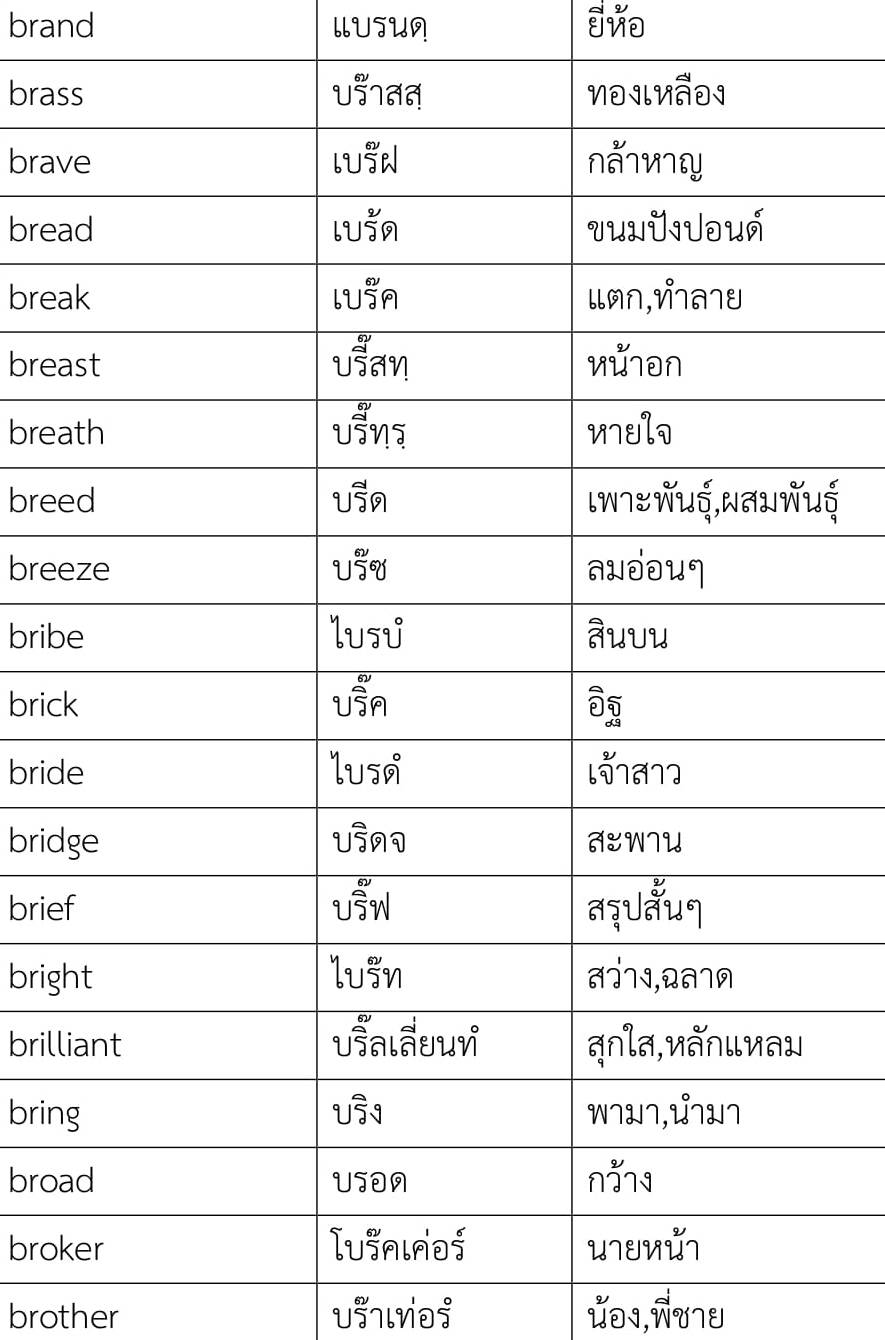 brand แบรนดฺ ยี่ห้อ
brass บร๊าสสฺ ทองเหลือง
brave เบร๊ฝ กล้าหาญ
bread เบร้ด ขนมปังปอนด์
break เบร๊ค แตก,ทำลาย
breast บรี๊สทฺ หน้าอก
breath บรี๊ทฺรฺ หายใจ
breed บรีด เพาะพันธุ์,ผสมพันธุ์
breeze บร๊ซ ลมอ่อนๆ
bribe ไบรบํ สินบน
brick บริ๊ค อิฐ
bride ไบรดํ เจ้าสาว
bridge บริดจ สะพาน
brief บริ๊ฟ สรุปสั้นๆ
bright ไบร๊ท สว่าง,ฉลาด
brilliant บริ๊ลเลี่ยนทํ สุกใส,หลักแหลม
bring บริง พามา,นำมา
broad บรอด กว้าง
broker โบร๊คเค่อร์ นายหน้า
brother บร๊าเท่อรํ น้อง,พี่ชาย